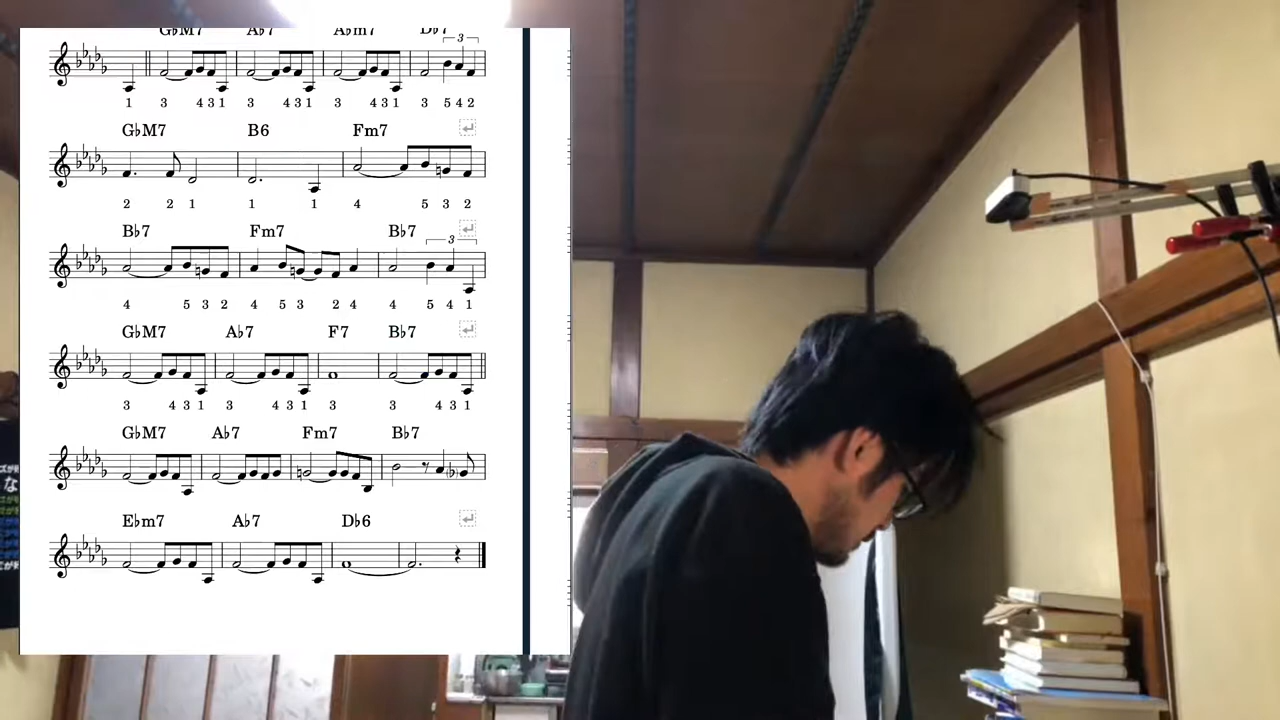 G♭M7 A♭7 A♭m7 D♭7
3
1 3 4 3 1 3 4 3 1 3 4 3 1 3 5 4 2
G♭M7 B6 Fm7
2 2 1 1 1 4 5 3 2
B♭7 Fm7 B♭7
3
4 5 3 2 4 5 3 2 4 4 5 4 1
G♭M7 A♭7 F7 B♭7
3 4 3 1 3 4 3 1 3 3 4 3 1
G♭M7 A♭7 Fm7 B♭7
(♭)
E♭m7 A♭7 D♭6